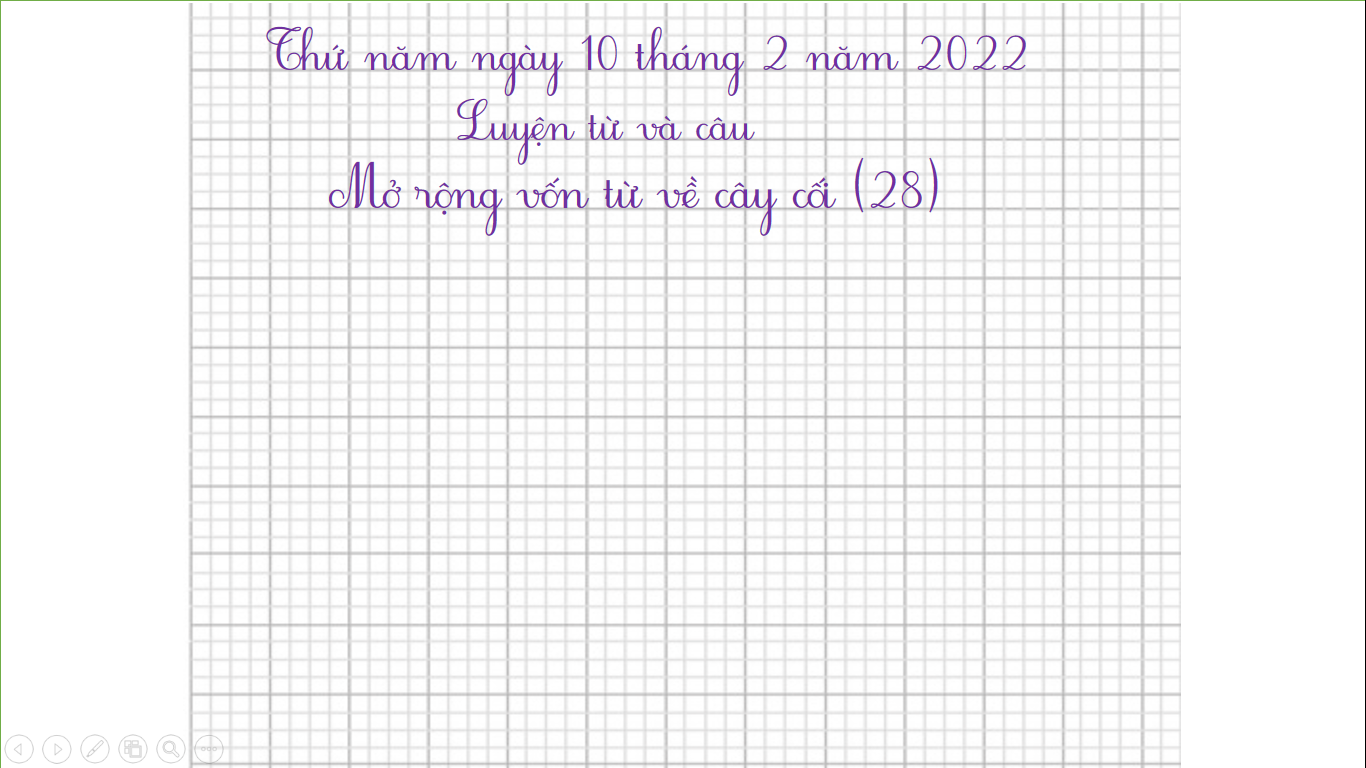 Thứ năm ngày 10 tháng 2 năm 2022
Luyện từ và câu
Mở rộng vốn từ về cây cối (28)